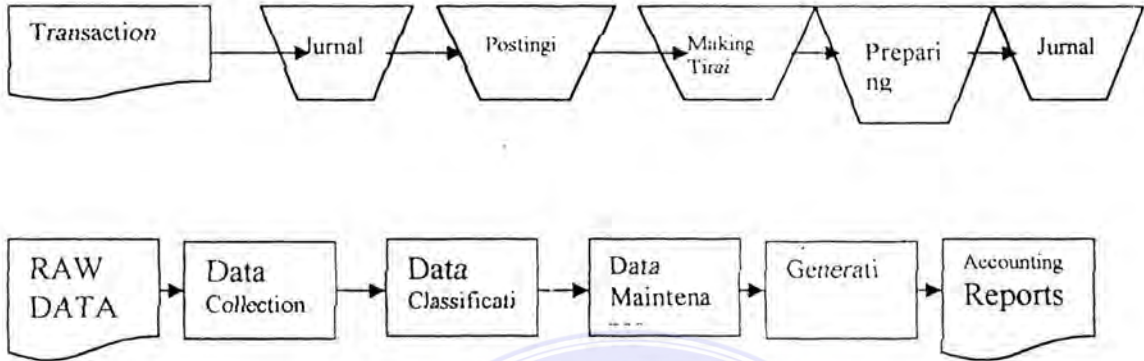 Transaction
Jurnal
Postingi
Making
Tirai
Prepari
ng
Jurnal
RAW
DATA
Data
Collection
Data
Classificati
Data
Maintena
Generati
Accounting
Reports